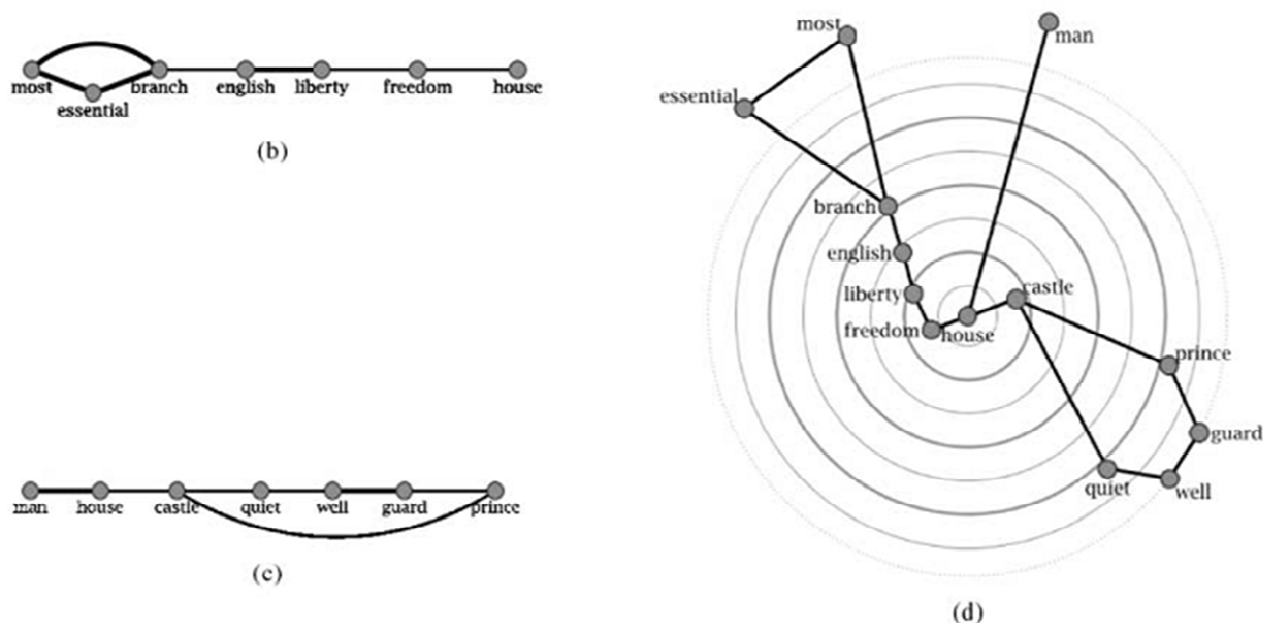 most
essential
branch
english
liberty
freedom
house
(b)
man
house
castle
quiet
well
guard
prince
(c)
most
man
essential
branch
english
liberty
castle
freedom
house
prince
guard
quiet
well
(d)